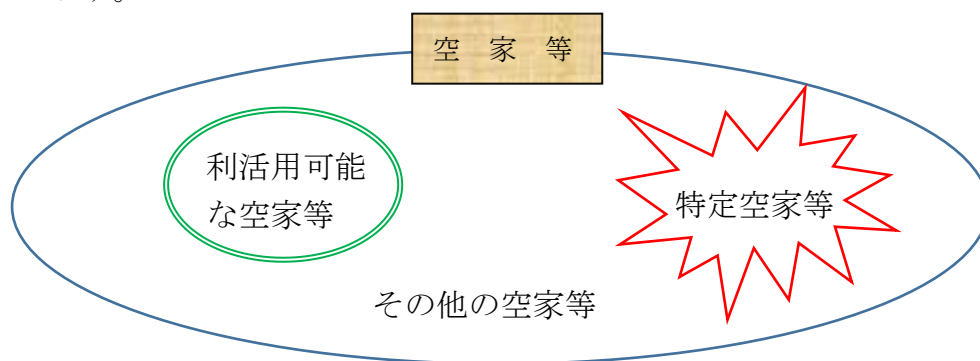 空 家 等
利活用可能
な空家等
特定空家等
その他の空家等